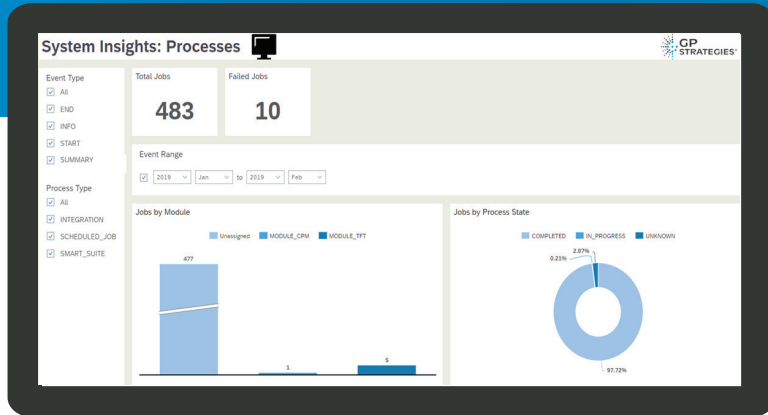 System Insights: Processes
GP
STRATEGIES
Event Type
All
END
INFO
START
SUMMARY
Process Type
All
INTEGRATION
SCHEDULED_JOB
SMART_SUITE
Total Jobs
483
Failed Jobs
10
Event Range
2019 Jan to 2019 Feb
Jobs by Module
Unassigned MODULE_CPM MODULE_TFT
477
1
5
Jobs by Process State
COMPLETED IN_PROGRESS UNKNOWN
2.07%
0.21%
97.72%